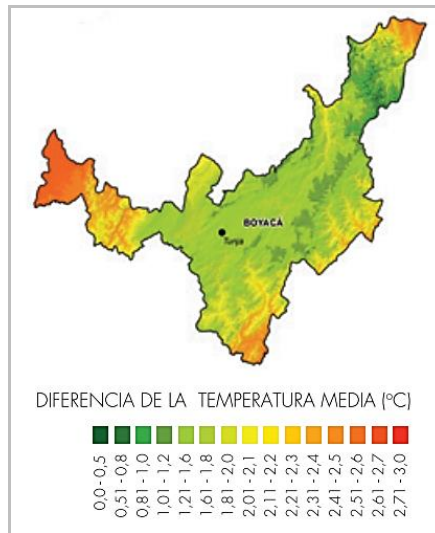 BOYACÁ
Tunja
DIFERENCIA DE LA TEMPERATURA MEDIA (°C)
0,0 - 0,5
0,51 - 0,8
0,81 - 1,0
1,01 - 1,2
1,21 - 1,6
1,61 - 1,8
1,81 - 2,0
2,01 - 2,1
2,11 - 2,2
2,21 - 2,3
2,31 - 2,4
2,41 - 2,5
2,51 - 2,6
2,61 - 2,7
2,71 - 3,0